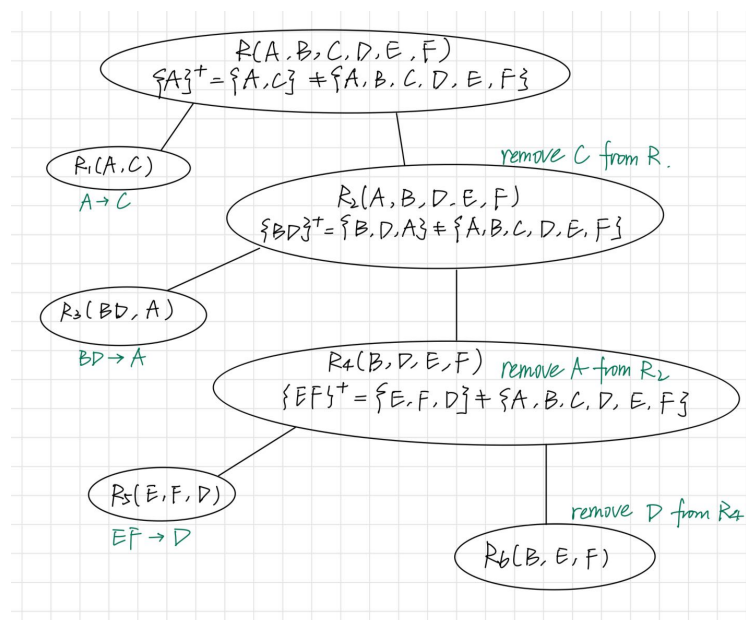 R(A,B,C,D,E,F)
{A}⁺={A,C} ≠{A,B,C,D,E,F}
R₁(A,C)
A→C
remove C from R.
R₂(A,B,D,E,F)
{BD}⁺={B,D,A}≠{A,B,C,D,E,F}
R₃(BD,A)
BD→A
R₄(B,D,E,F) remove A from R₂
{EF}⁺={E,F,D}≠{A,B,C,D,E,F}
R₅(E,F,D)
EF→D
remove D from R₄
R₆(B,E,F)